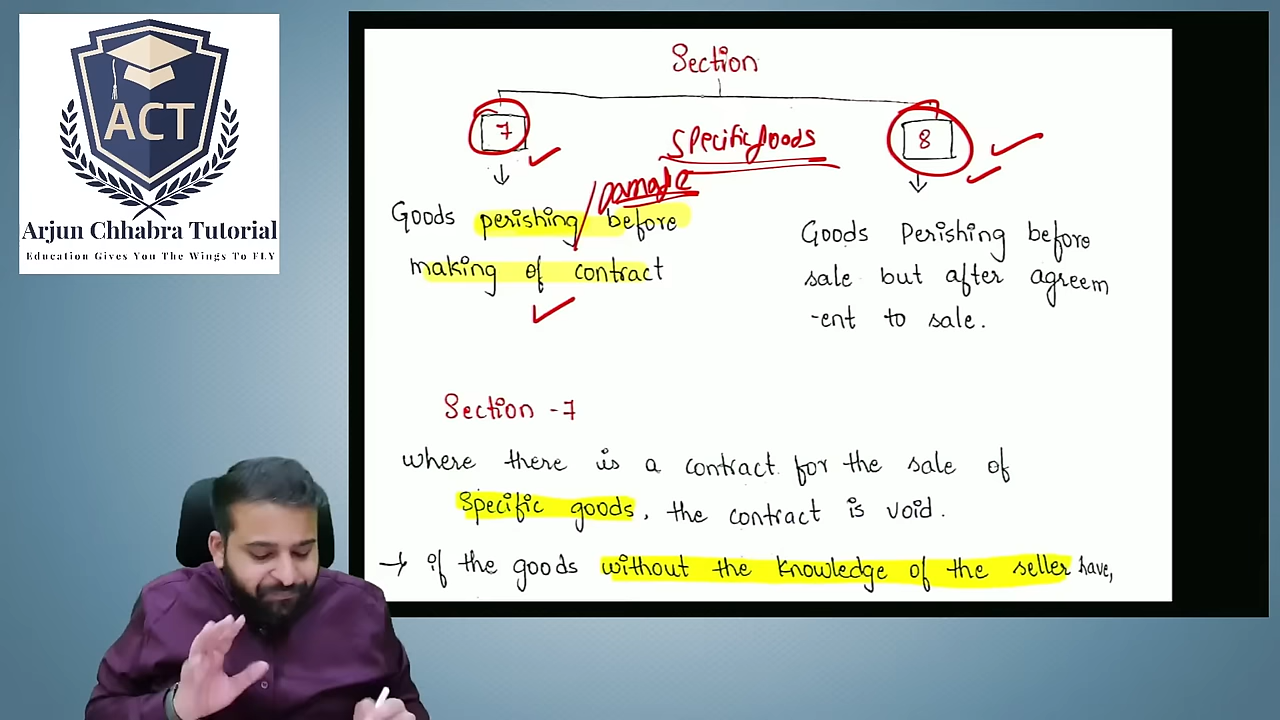 ACT
Arjun Chhabra Tutorial
Education Gives You The Wings To FLY
Section
7
8
Specific goods
Damage
Goods perishing before
making of contract
Goods Perishing before
sale but after agreem
-ent to sale.
Section -7
where there is a contract for the sale of
Specific goods, the contract is void.
→ if the goods without the knowledge of the seller have,